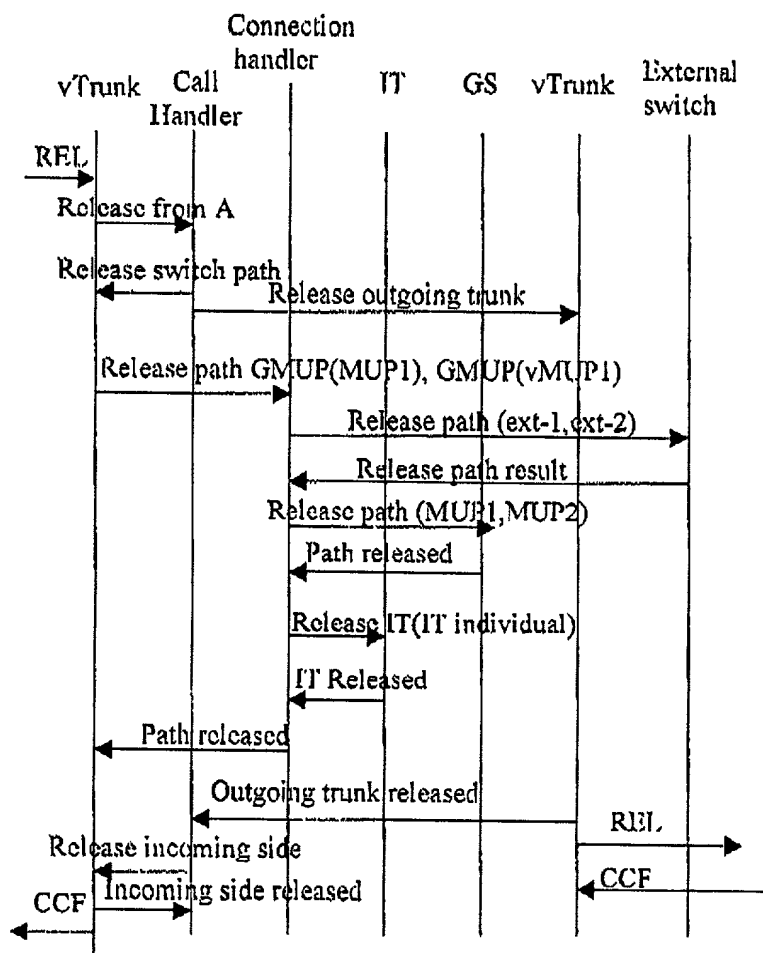 Connection
handler
vTrunk
Call
Handler
IT
GS
vTrunk
External
switch
REL
Release from A
Release switch path
Release outgoing trunk
Release path GMUP(MUP1), GMUP(vMUP1)
Release path (ext-1,ext-2)
Release path result
Release path (MUP1,MUP2)
Path released
Release IT(IT individual)
IT Released
Path released
Outgoing trunk released
REL
Release incoming side
CCF
Incoming side released
CCF